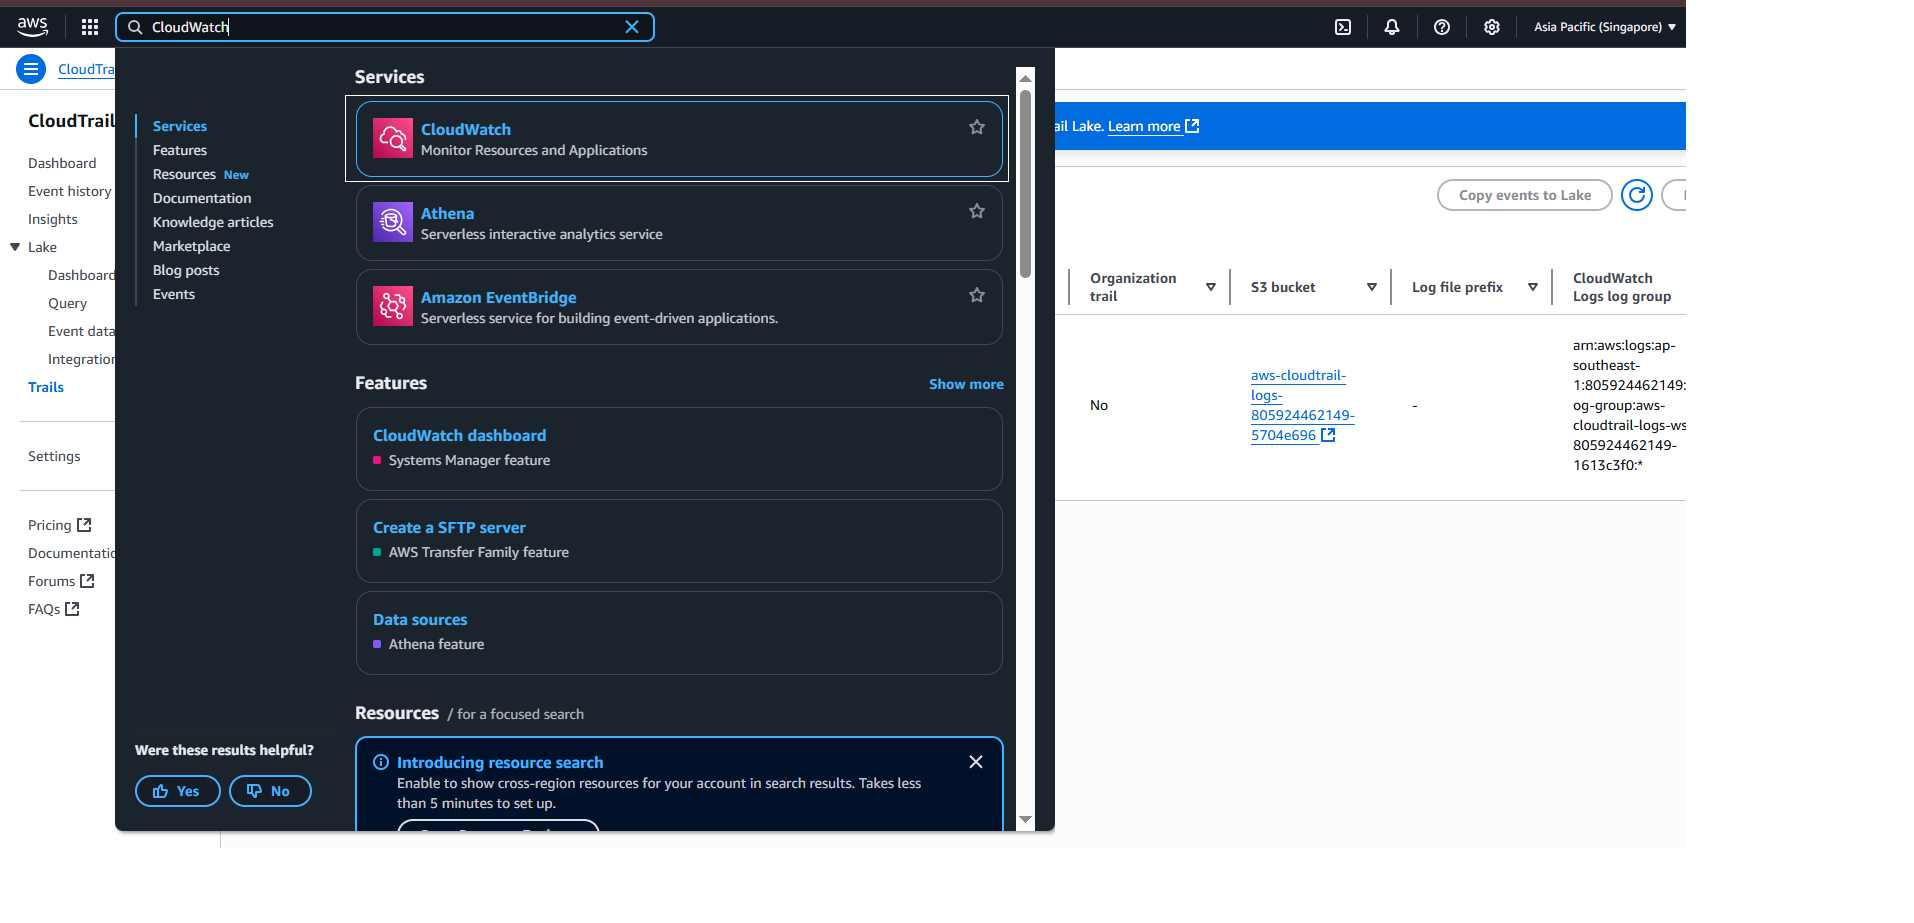 aws
CloudWatch
Asia Pacific (Singapore)
CloudTra
CloudTrail
Dashboard
Event history
Insights
Lake
Dashboard
Query
Event data
Integration
Trails
Settings
Pricing
Documentatio
Forums
FAQs
Services
Features
Resources New
Documentation
Knowledge articles
Marketplace
Blog posts
Events
Were these results helpful?
Yes
No
Services
CloudWatch
Monitor Resources and Applications
Athena
Serverless interactive analytics service
Amazon EventBridge
Serverless service for building event-driven applications.
Features
Show more
CloudWatch dashboard
Systems Manager feature
Create a SFTP server
AWS Transfer Family feature
Data sources
Athena feature
Resources / for a focused search
Introducing resource search
Enable to show cross-region resources for your account in search results. Takes less
than 5 minutes to set up.
ail Lake. Learn more
Copy events to Lake
Organization
trail
S3 bucket
Log file prefix
CloudWatch
Logs log group
No
aws-cloudtrail-
logs-
805924462149-
5704e696
-
arn:aws:logs:ap-
southeast-
1:805924462149:
og-group:aws-
cloudtrail-logs-ws
805924462149-
1613c3f0:*